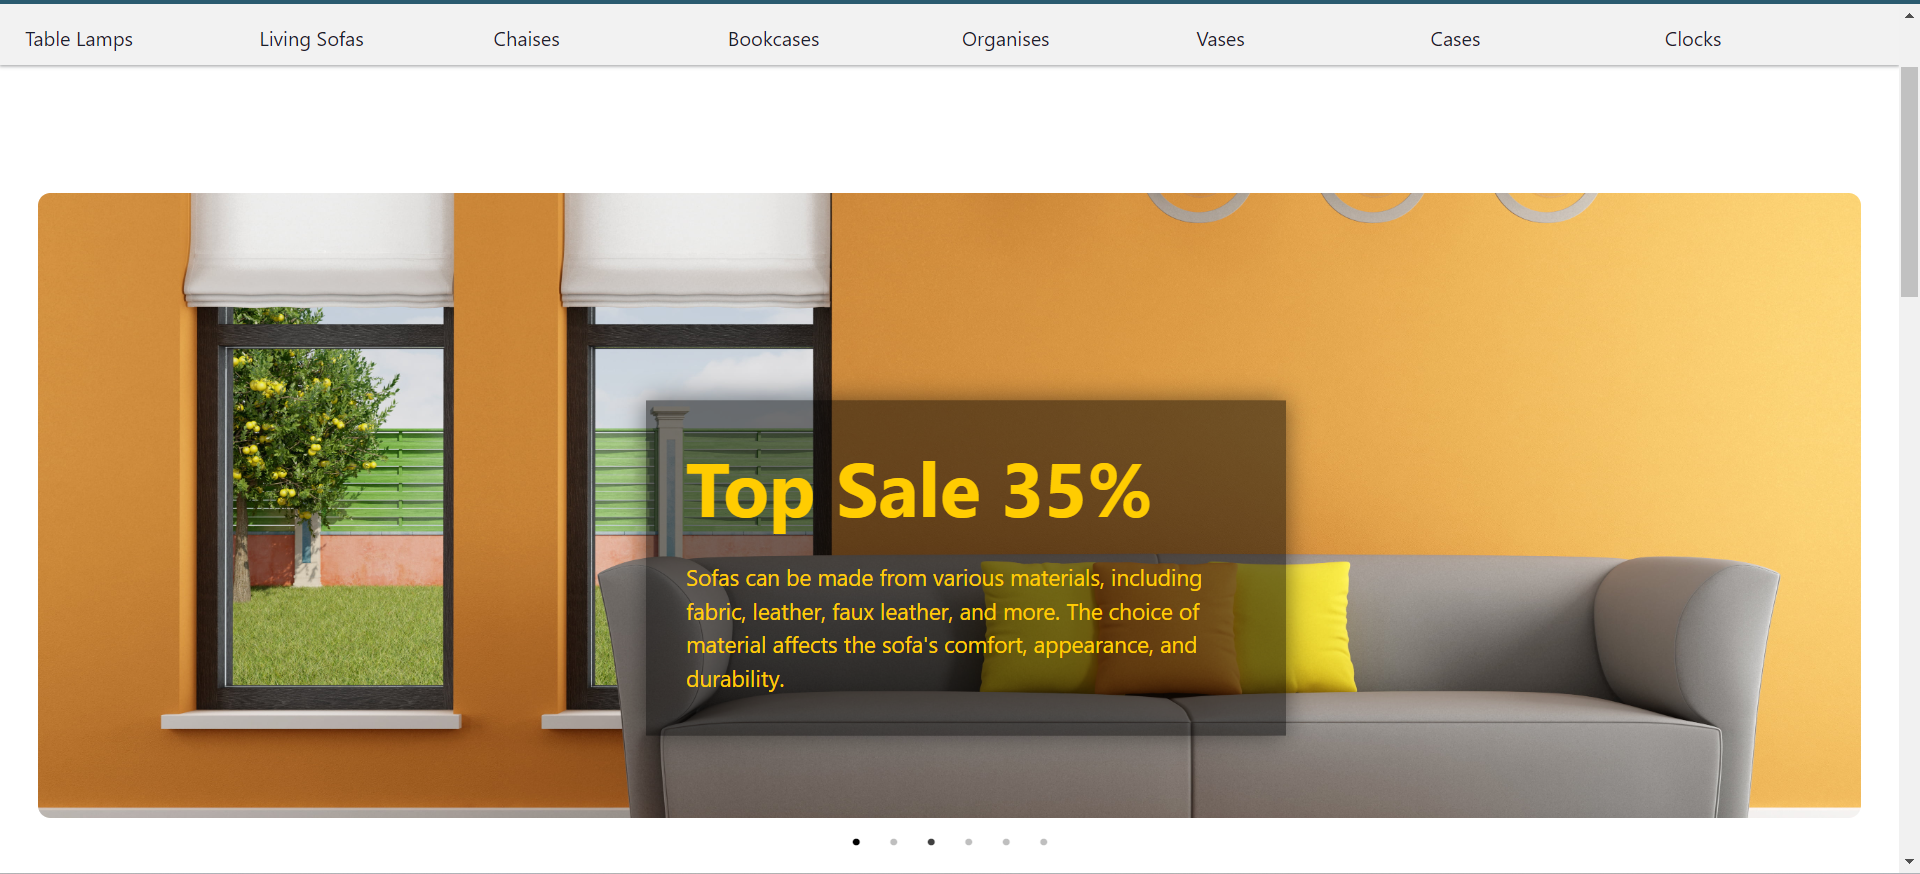 Table Lamps Living Sofas Chaises Bookcases Organises Vases Cases Clocks
Top Sale 35%
Sofas can be made from various materials, including
fabric, leather, faux leather, and more. The choice of
material affects the sofa's comfort, appearance, and
durability.